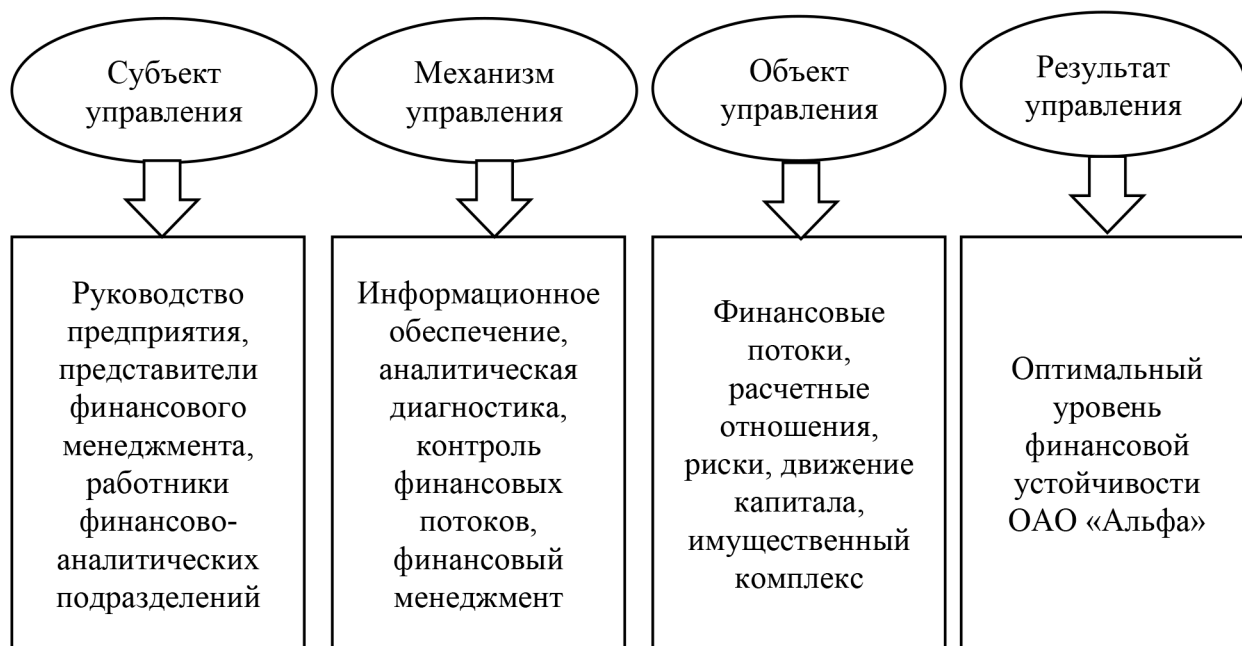 Субъект
управления
Механизм
управления
Объект
управления
Результат
управления
Руководство
предприятия,
представители
финансового
менеджмента,
работники
финансово-
аналитических
подразделений
Информационное
обеспечение,
аналитическая
диагностика,
контроль
финансовых
потоков,
финансовый
менеджмент
Финансовые
потоки,
расчетные
отношения,
риски, движение
капитала,
имущественный
комплекс
Оптимальный
уровень
финансовой
устойчивости
ОАО «Альфа»